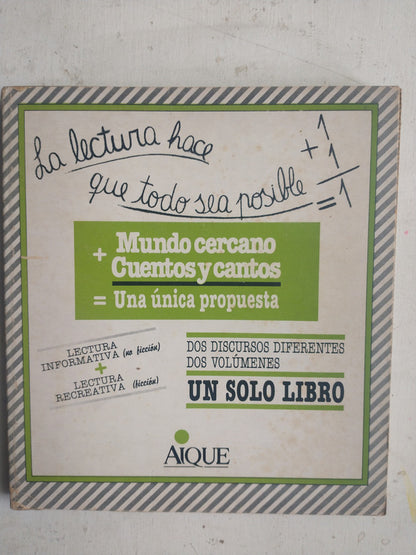 La lectura hace
que todo sea posible
+ 1
1
= 1
+ Mundo cercano
Cuentos y cantos
= Una única propuesta
LECTURA
INFORMATIVA (no ficción)
+
LECTURA
RECREATIVA (ficción)
DOS DISCURSOS DIFERENTES
DOS VOLÚMENES
UN SOLO LIBRO
AIQUE